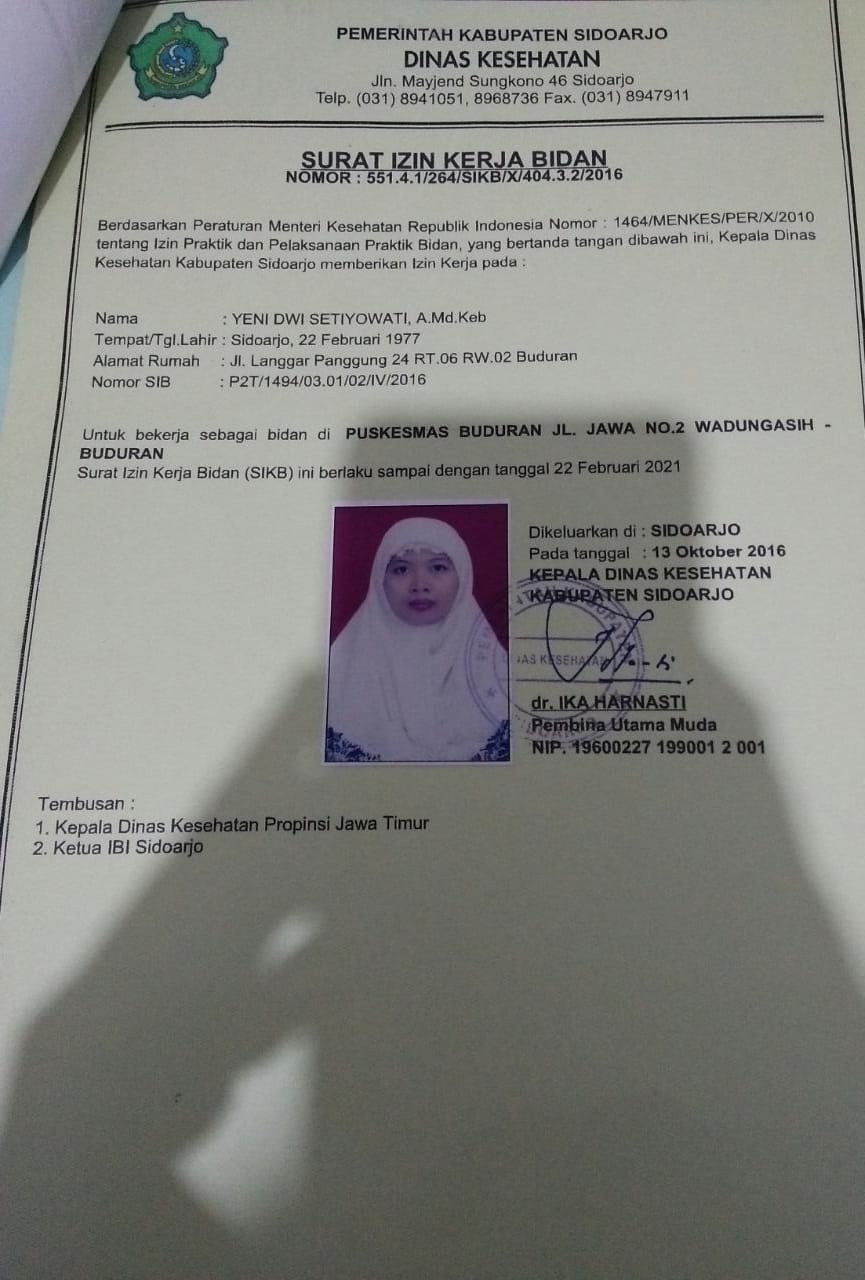 PEMERINTAH KABUPATEN SIDOARJO
DINAS KESEHATAN
Jln. Mayjend Sungkono 46 Sidoarjo
Telp. (031) 8941051, 8968736 Fax. (031) 8947911
SURAT IZIN KERJA BIDAN
NOMOR : 551.4.1/264/SIKB/X/404.3.2/2016
Berdasarkan Peraturan Menteri Kesehatan Republik Indonesia Nomor : 1464/MENKES/PER/X/2010
tentang Izin Praktik dan Pelaksanaan Praktik Bidan, yang bertanda tangan dibawah ini, Kepala Dinas
Kesehatan Kabupaten Sidoarjo memberikan Izin Kerja pada :
Nama : YENI DWI SETIYOWATI, A.Md.Keb
Tempat/Tgl.Lahir : Sidoarjo, 22 Februari 1977
Alamat Rumah : Jl. Langgar Panggung 24 RT.06 RW.02 Buduran
Nomor SIB : P2T/1494/03.01/02/IV/2016
Untuk bekerja sebagai bidan di PUSKESMAS BUDURAN JL. JAWA NO.2 WADUNGASIH -
BUDURAN
Surat Izin Kerja Bidan (SIKB) ini berlaku sampai dengan tanggal 22 Februari 2021
Dikeluarkan di : SIDOARJO
Pada tanggal : 13 Oktober 2016
KEPALA DINAS KESEHATAN
KABUPATEN SIDOARJO
dr. IKA HARNASTI
Pembina Utama Muda
NIP. 19600227 199001 2 001
Tembusan :
1. Kepala Dinas Kesehatan Propinsi Jawa Timur
2. Ketua IBI Sidoarjo